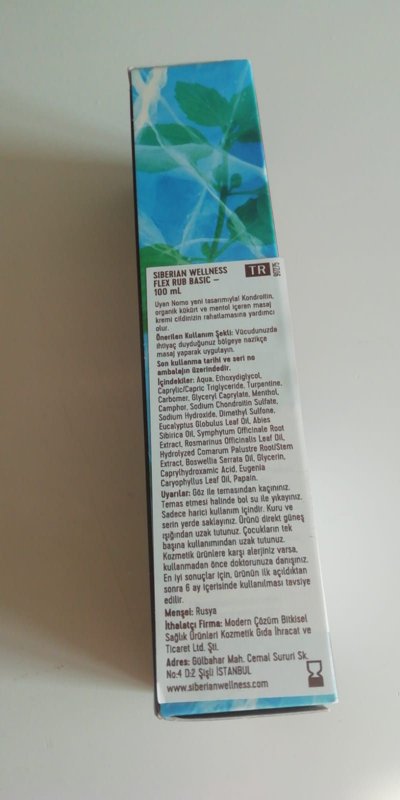 SIBERIAN WELLNESS
FLEX RUB BASIC –
100 mL
TR
Uyan Nomo yeni tasarımıyla! Kondroitin,
organik kükürt ve mentol içeren masaj
kremi cildinizin rahatlamasına yardımcı
olur.
Önerilen Kullanım Şekli: Vücudunuzda
ihtiyaç duyduğunuz bölgeye nazikçe
masaj yaparak uygulayın.
Son kullanma tarihi ve seri no
ambalajın üzerindedir.
İçindekiler: Aqua, Ethoxydiglycol,
Caprylic/Capric Triglyceride, Turpentine,
Carbomer, Glyceryl Caprylate, Menthol,
Camphor, Sodium Chondroitin Sulfate,
Sodium Hydroxide, Dimethyl Sulfone,
Eucalyptus Globulus Leaf Oil, Abies
Sibirica Oil, Symphytum Officinale Root
Extract, Rosmarinus Officinalis Leaf Oil,
Hydrolyzed Comarum Palustre Root/Stem
Extract, Boswellia Serrata Oil, Glycerin,
Caprylhydroxamic Acid, Eugenia
Caryophyllus Leaf Oil, Papain.
Uyarılar: Göz ile temasından kaçınınız.
Temas etmesi halinde bol su ile yıkayınız.
Sadece harici kullanım içindir. Kuru ve
serin yerde saklayınız. Ürünü direkt güneş
ışığından uzak tutunuz. Çocukların tek
başına kullanımından uzak tutunuz.
Kozmetik ürünlere karşı alerjiniz varsa,
kullanmadan önce doktorunuza danışınız.
En iyi sonuçlar için, ürünün ilk açıldıktan
sonra 6 ay içerisinde kullanılması tavsiye
edilir.
Menşei: Rusya
İthalatçı Firma: Modern Çözüm Bitkisel
Sağlık Ürünleri Kozmetik Gıda İhracat ve
Ticaret Ltd. Şti.
Adres: Gülbahar Mah. Cemal Sururi Sk.
No:4 D:2 Şişli İSTANBUL
www.siberianwellness.com